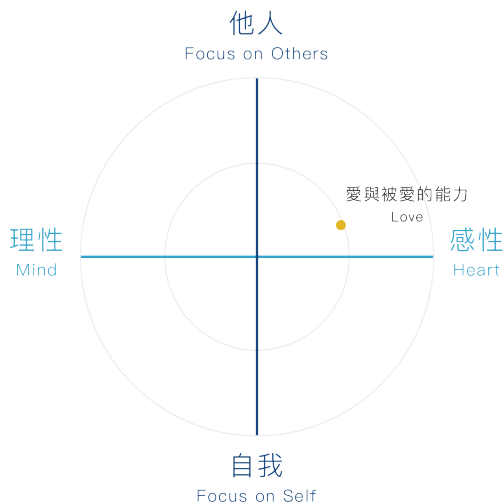 他人
Focus on Others
愛與被愛的能力
Love
理性
Mind
感性
Heart
自我
Focus on Self